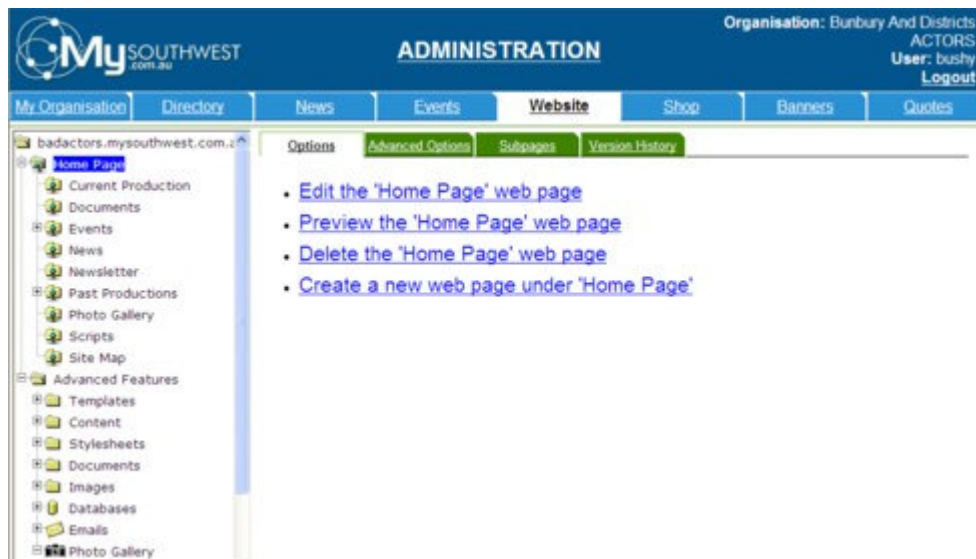 My SOUTHWEST
.com.au
ADMINISTRATION
Organisation: Bunbury And Districts
ACTORS
User: bushy
Logout
My Organisation Directory News Events Website Shop Banners Quotes
badactors.mysouthwest.com.a
Home Page
Current Production
Documents
Events
News
Newsletter
Past Productions
Photo Gallery
Scripts
Site Map
Advanced Features
Templates
Content
Stylesheets
Documents
Images
Databases
Emails
Photo Gallery
Options Advanced Options Subpages Version History
Edit the 'Home Page' web page
Preview the 'Home Page' web page
Delete the 'Home Page' web page
Create a new web page under 'Home Page'